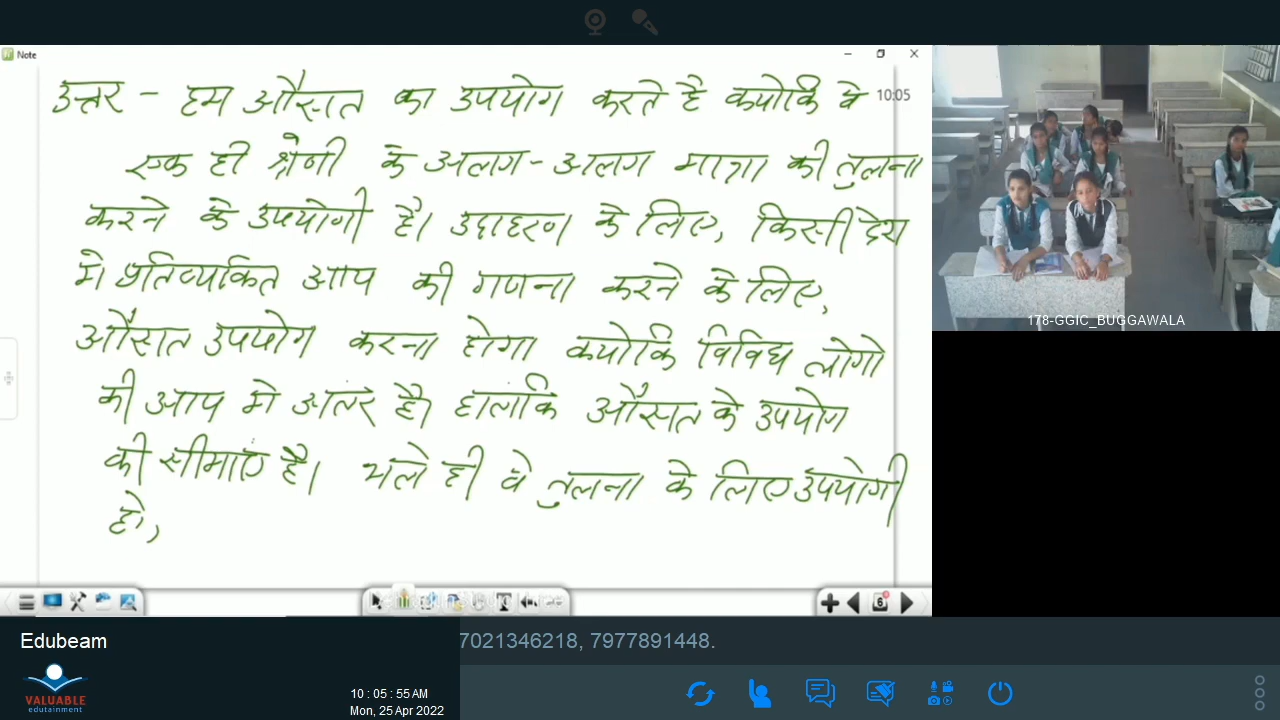 Note
उत्तर - हम औसत का उपयोग करते है क्योकि वे
10:05
एक ही श्रेणी के अलग-अलग मात्रा की तुलना
करने के उपयोगी है। उदाहरण के लिए, किसी देश
मे प्रतिव्यकित आय की गणना करने के लिए,
औसत उपयोग करना होगा क्योकि विविध लोगो
की आय मे अतंर है। हालांकि औसत के उपयोग
की सीमाएं है। भले ही वे तुलना के लिए उपयोगी
हो,
178-GGIC_BUGGAWALA
6
Edubeam
7021346218, 7977891448.
VALUABLE
edutainment
10 : 05 : 55 AM
Mon, 25 Apr 2022